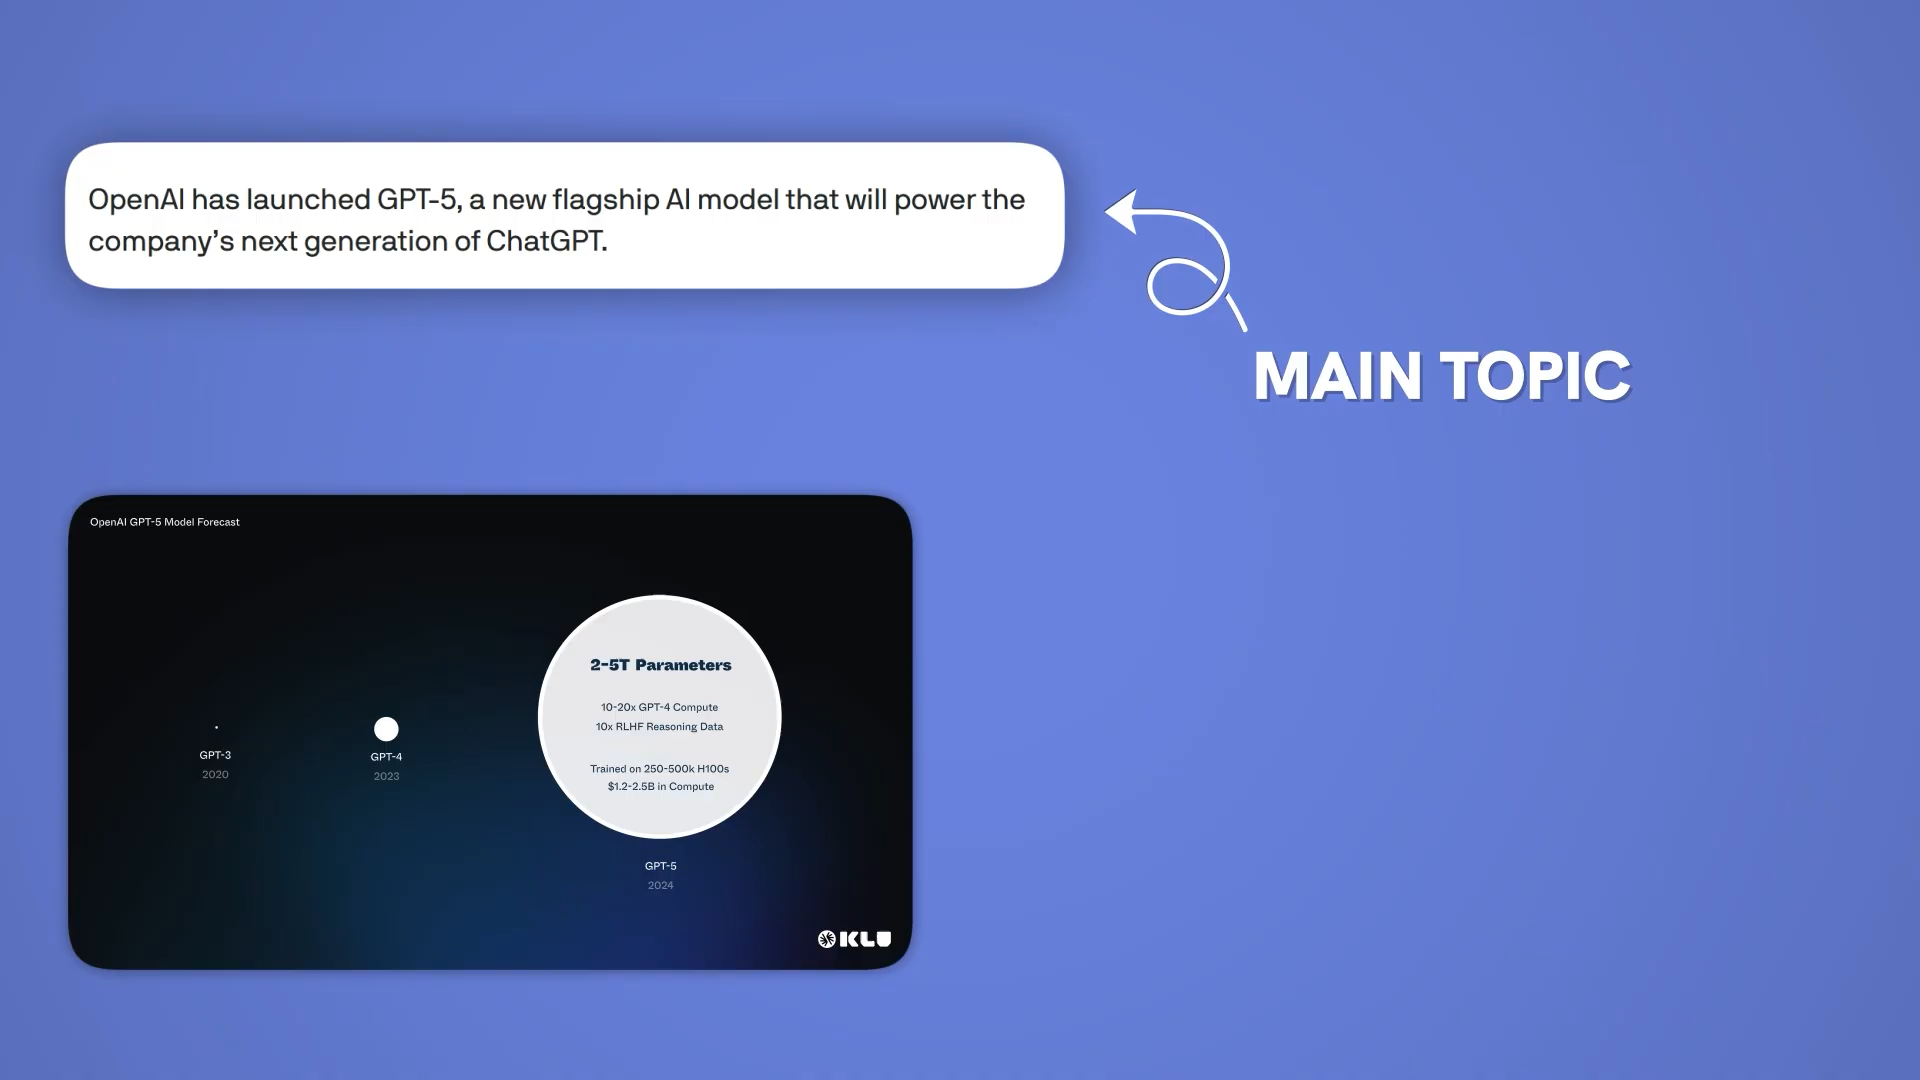 OpenAI has launched GPT-5, a new flagship AI model that will power the
company's next generation of ChatGPT.
MAIN TOPIC
OpenAI GPT-5 Model Forecast
2-5T Parameters
10-20x GPT-4 Compute
10x RLHF Reasoning Data
Trained on 250-500k H100s
$1.2-2.5B in Compute
GPT-3
2020
GPT-4
2023
GPT-5
2024
KLU